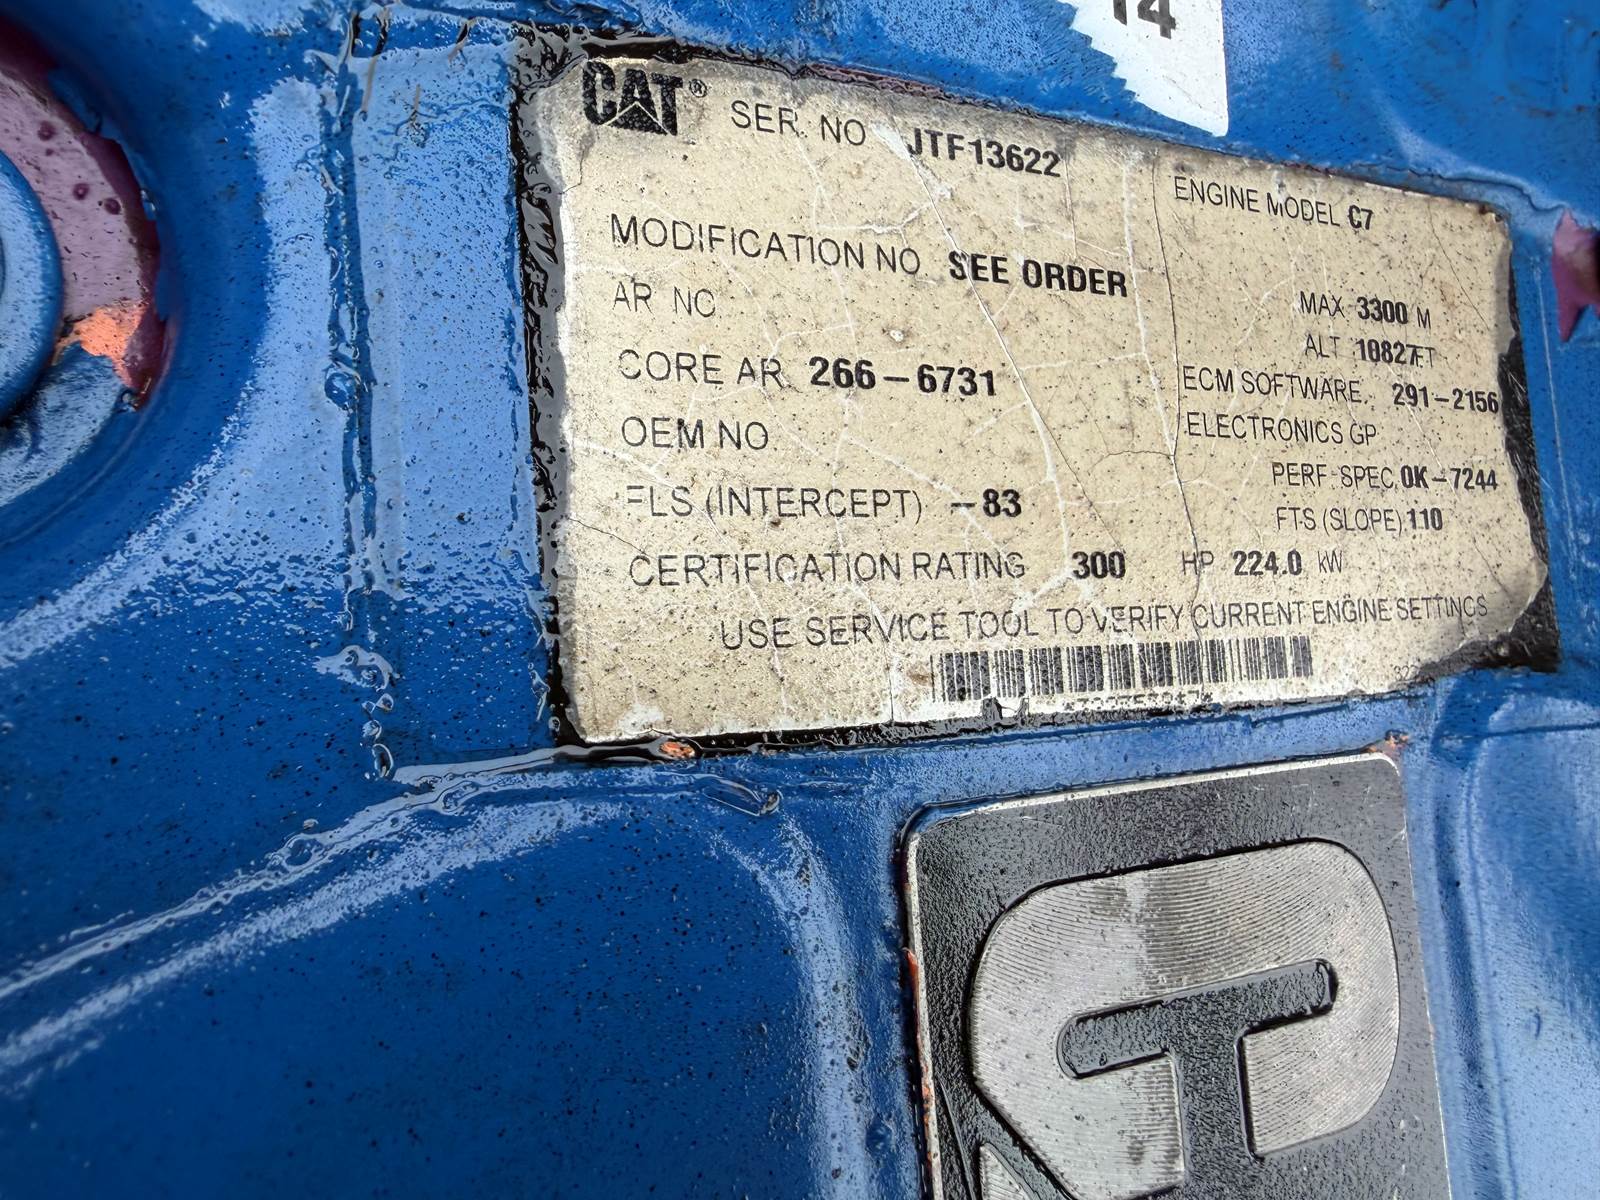 14
CAT® SER. NO JTF13622
ENGINE MODEL C7
MODIFICATION NO SEE ORDER
AR NO
MAX 3300 M
ALT 10827FT
CORE AR 266-6731
ECM SOFTWARE. 291-2156
OEM NO
ELECTRONICS GP
PERF SPEC 0K-7244
FLS (INTERCEPT) -83
FTS (SLOPE) 110
CERTIFICATION RATING 300 HP 224.0 kW
USE SERVICE TOOL TO VERIFY CURRENT ENGINE SETTINGS